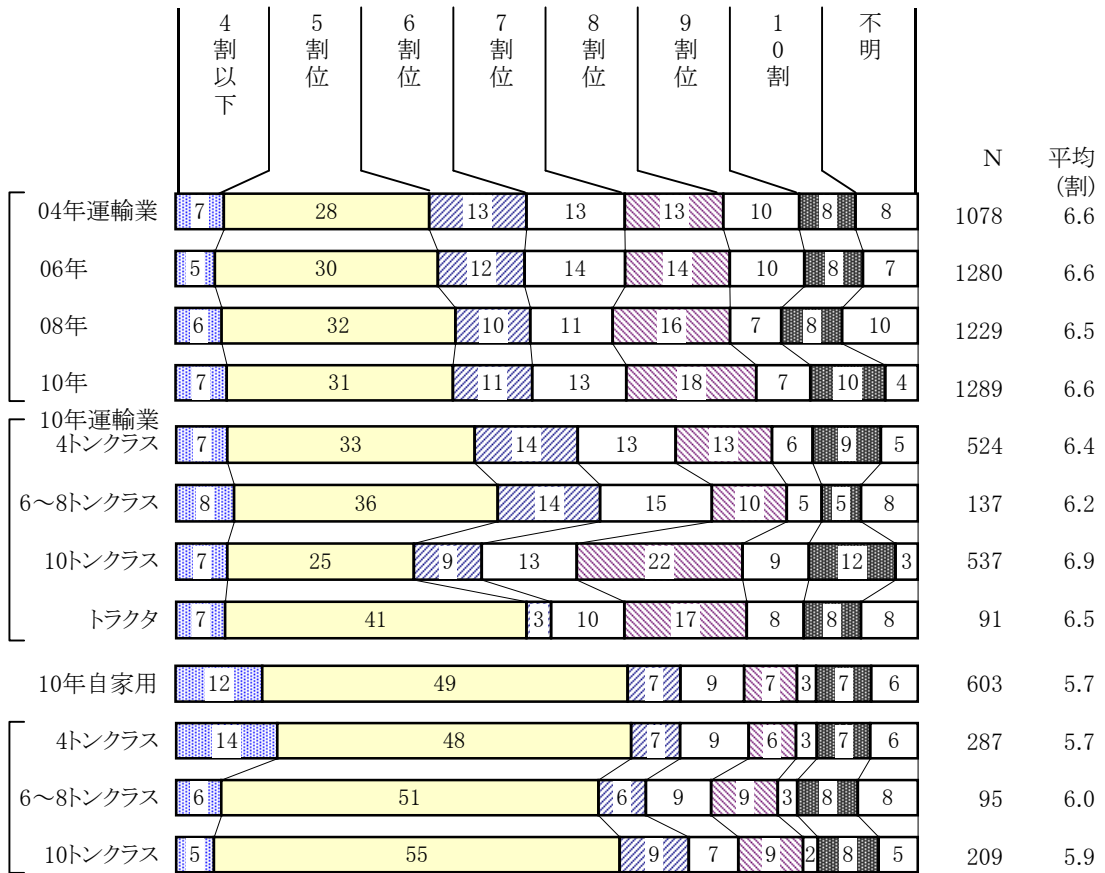 4割以下 5割位 6割位 7割位 8割位 9割位 10割 不明
N 平均(割)
04年運輸業 7 28 13 13 13 10 8 8 1078 6.6
06年 5 30 12 14 14 10 8 7 1280 6.6
08年 6 32 10 11 16 7 8 10 1229 6.5
10年 7 31 11 13 18 7 10 4 1289 6.6
10年運輸業
4トンクラス 7 33 14 13 13 6 9 5 524 6.4
6～8トンクラス 8 36 14 15 10 5 5 8 137 6.2
10トンクラス 7 25 9 13 22 9 12 3 537 6.9
トラクタ 7 41 3 10 17 8 8 8 91 6.5
10年自家用 12 49 7 9 7 3 7 6 603 5.7
4トンクラス 14 48 7 9 6 3 7 6 287 5.7
6～8トンクラス 6 51 6 9 9 3 8 8 95 6.0
10トンクラス 5 55 9 7 9 2 8 5 209 5.9